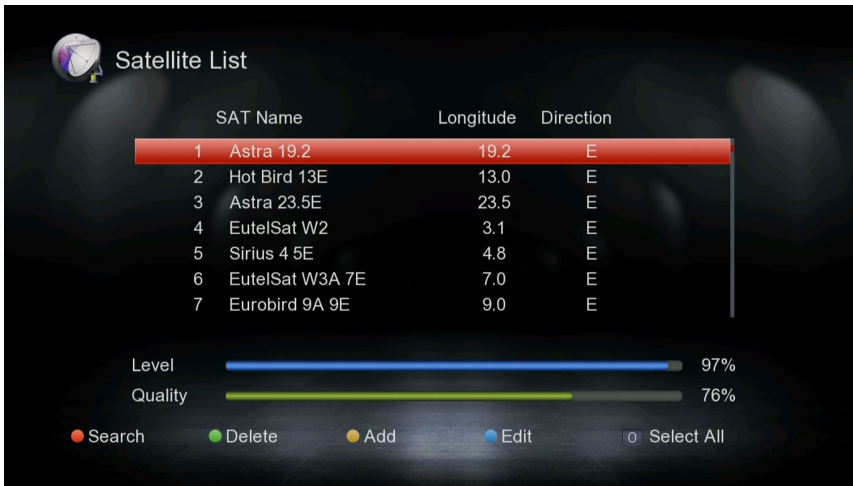 Satellite List
SAT Name Longitude Direction
1 Astra 19.2 19.2 E
2 Hot Bird 13E 13.0 E
3 Astra 23.5E 23.5 E
4 EutelSat W2 3.1 E
5 Sirius 4 5E 4.8 E
6 EutelSat W3A 7E 7.0 E
7 Eurobird 9A 9E 9.0 E
Level 97%
Quality 76%
Search Delete Add Edit 0 Select All